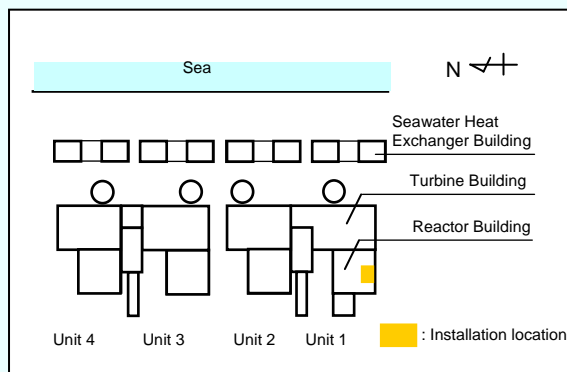 Sea
N
Seawater Heat
Exchanger Building
Turbine Building
Reactor Building
Unit 4
Unit 3
Unit 2
Unit 1
: Installation location